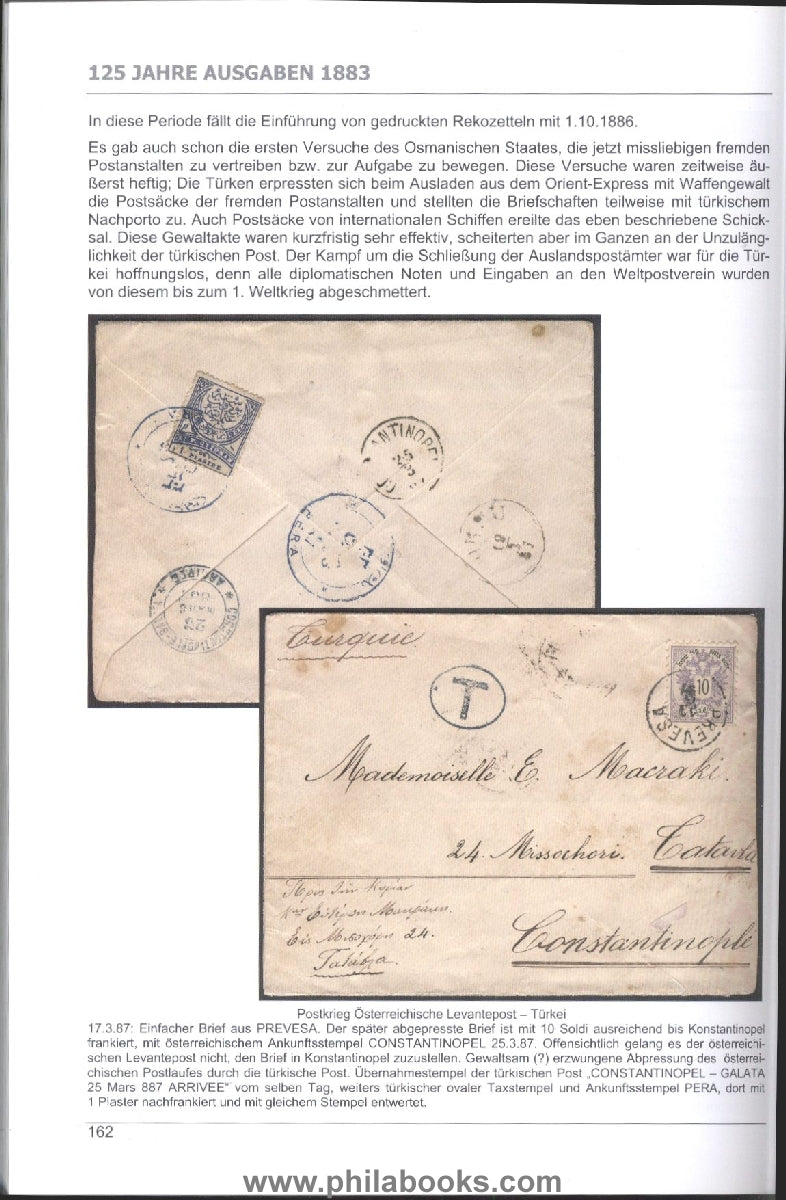 125 JAHRE AUSGABEN 1883
In diese Periode fällt die Einführung von gedruckten Rekozetteln mit 1.10.1886.
Es gab auch schon die ersten Versuche des Osmanischen Staates, die jetzt missliebigen fremden
Postanstalten zu vertreiben bzw. zur Aufgabe zu bewegen. Diese Versuche waren zeitweise äu-
ßerst heftig; Die Türken erpressten sich beim Ausladen aus dem Orient-Express mit Waffengewalt
die Postsäcke der fremden Postanstalten und stellten die Briefschaften teilweise mit türkischem
Nachporto zu. Auch Postsäcke von internationalen Schiffen ereilte das eben beschriebene Schick-
sal. Diese Gewaltakte waren kurzfristig sehr effektiv, scheiterten aber im Ganzen an der Unzuläng-
lichkeit der türkischen Post. Der Kampf um die Schließung der Auslandspostämter war für die Tür-
kei hoffnungslos, denn alle diplomatischen Noten und Eingaben an den Weltpostverein wurden
von diesem bis zum 1. Weltkrieg abgeschmettert.
ANTINOPEL
25
PERA
Turquie
T
10
PREVESA
Mademoiselle E. Macraki.
24. Missochori. Tatavla
Constantinople
24.
Postkrieg Österreichische Levantepost – Türkei
17.3.87: Einfacher Brief aus PREVESA. Der später abgepresste Brief ist mit 10 Soldi ausreichend bis Konstantinopel
frankiert, mit österreichischem Ankunftsstempel CONSTANTINOPEL 25.3.87. Offensichtlich gelang es der österreichi-
schen Levantepost nicht, den Brief in Konstantinopel zuzustellen. Gewaltsam (?) erzwungene Abpressung des österrei-
chischen Postlaufes durch die türkische Post. Übernahmestempel der türkischen Post „CONSTANTINOPEL – GALATA
25 Mars 887 ARRIVEE" vom selben Tag, weiters türkischer ovaler Taxstempel und Ankunftsstempel PERA, dort mit
1 Piaster nachfrankiert und mit gleichem Stempel entwertet.
162
www.philabooks.com